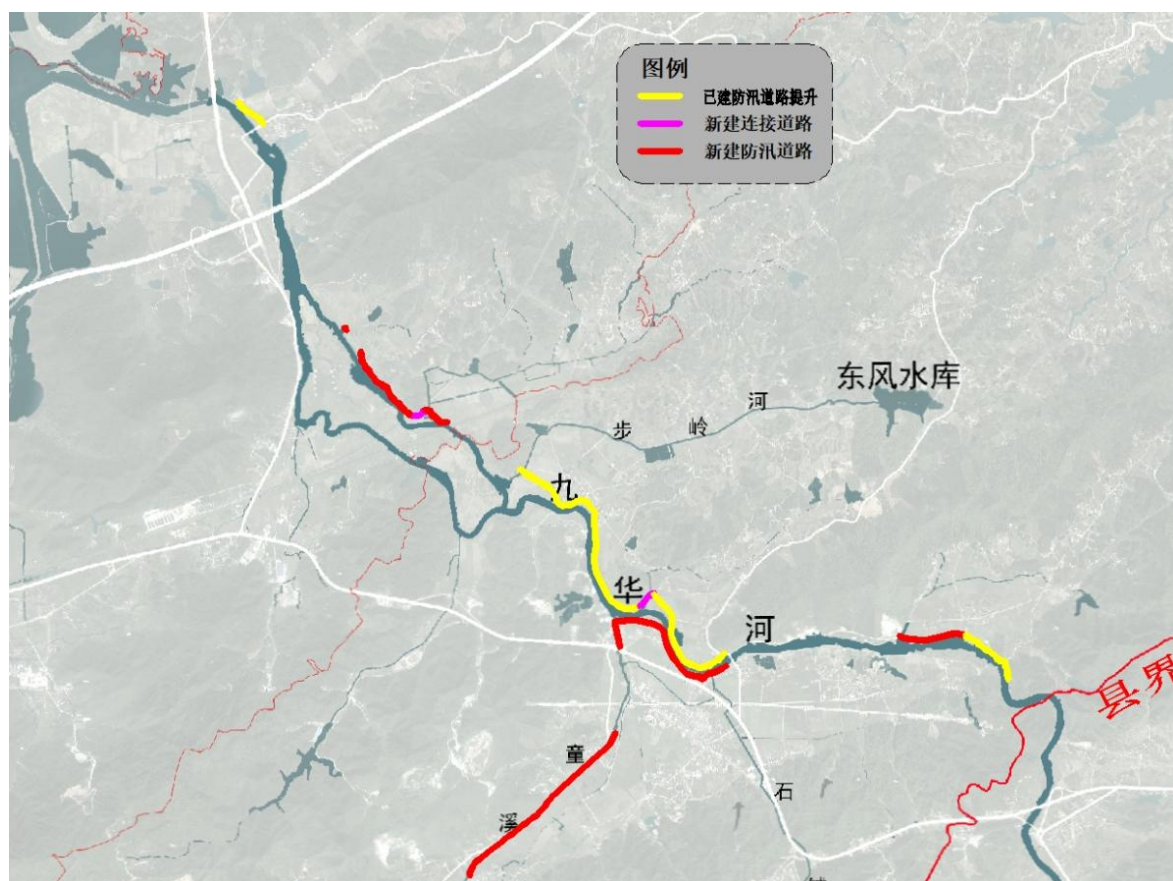 图例
已建防汛道路提升
新建连接道路
新建防汛道路
东风水库
步岭河
九华河
县界
童溪
石